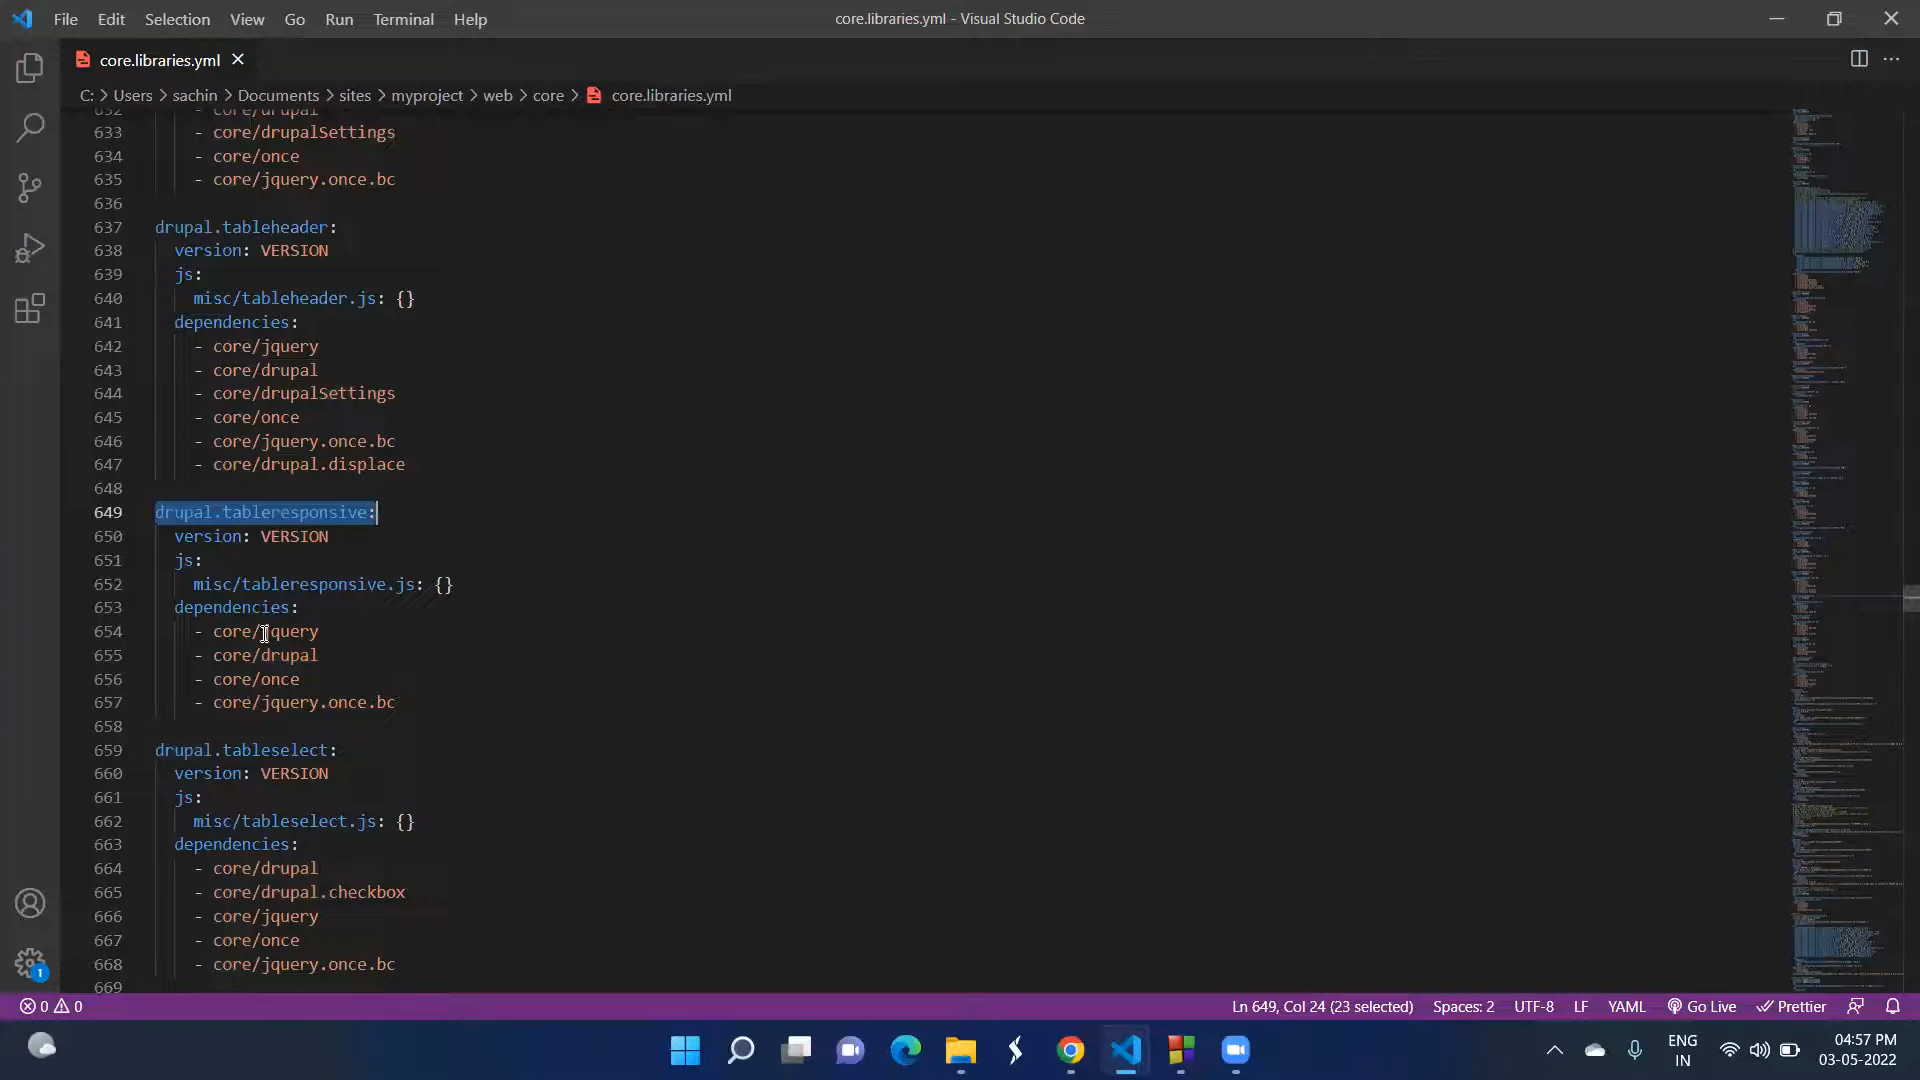 File Edit Selection View Go Run Terminal Help
core.libraries.yml - Visual Studio Code
core.libraries.yml
C: > Users > sachin > Documents > sites > myproject > web > core > core.libraries.yml
632 - core/drupal
633 - core/drupalSettings
634 - core/once
635 - core/jquery.once.bc
636
637 drupal.tableheader:
638 version: VERSION
639 js:
640 misc/tableheader.js: {}
641 dependencies:
642 - core/jquery
643 - core/drupal
644 - core/drupalSettings
645 - core/once
646 - core/jquery.once.bc
647 - core/drupal.displace
648
649 drupal.tableresponsive:
650 version: VERSION
651 js:
652 misc/tableresponsive.js: {}
653 dependencies:
654 - core/jquery
655 - core/drupal
656 - core/once
657 - core/jquery.once.bc
658
659 drupal.tableselect:
660 version: VERSION
661 js:
662 misc/tableselect.js: {}
663 dependencies:
664 - core/drupal
665 - core/drupal.checkbox
666 - core/jquery
667 - core/once
668 - core/jquery.once.bc
669
1
0 0 Ln 649, Col 24 (23 selected) Spaces: 2 UTF-8 LF YAML Go Live Prettier
ENG
IN
04:57 PM
03-05-2022